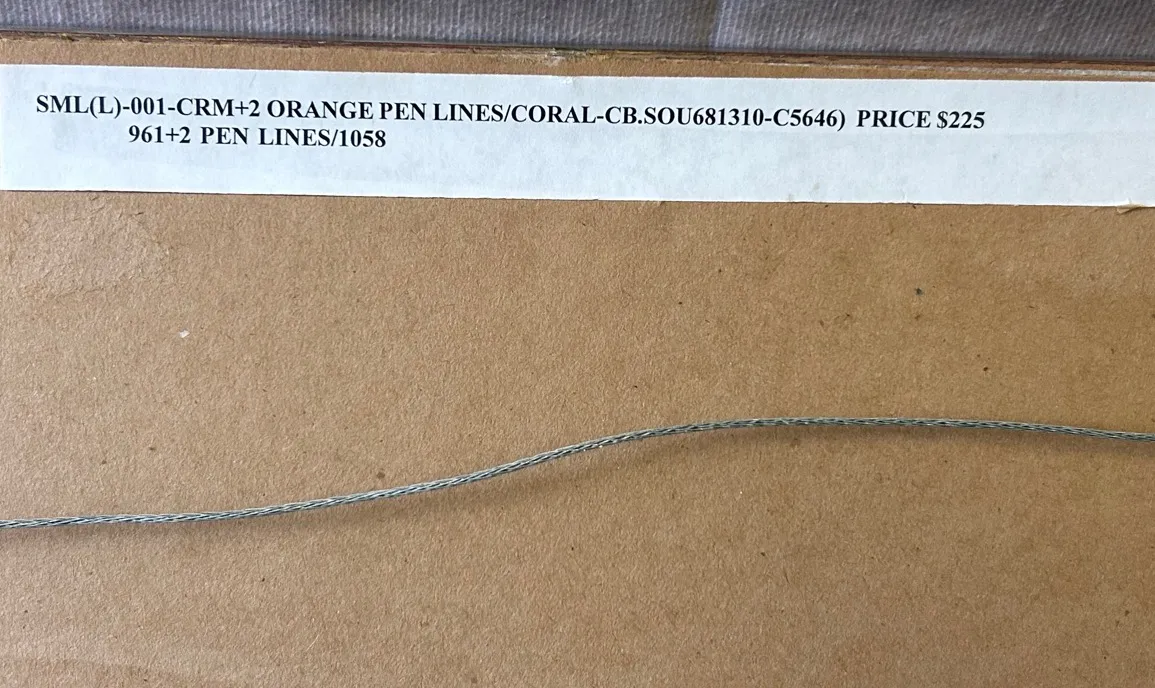 SML(L)-001-CRM+2 ORANGE PEN LINES/CORAL-CB.SOU681310-C5646) PRICE $225
961+2 PEN LINES/1058